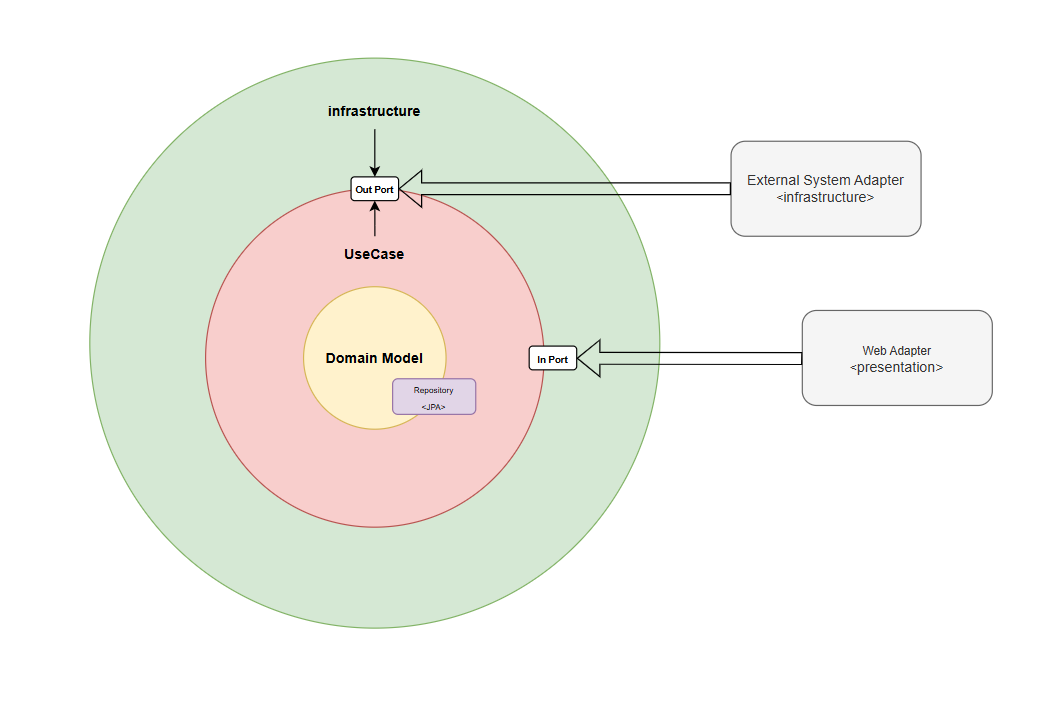 infrastructure
Out Port
External System Adapter
<infrastructure>
UseCase
Domain Model
In Port
Web Adapter
<presentation>
Repository
<JPA>